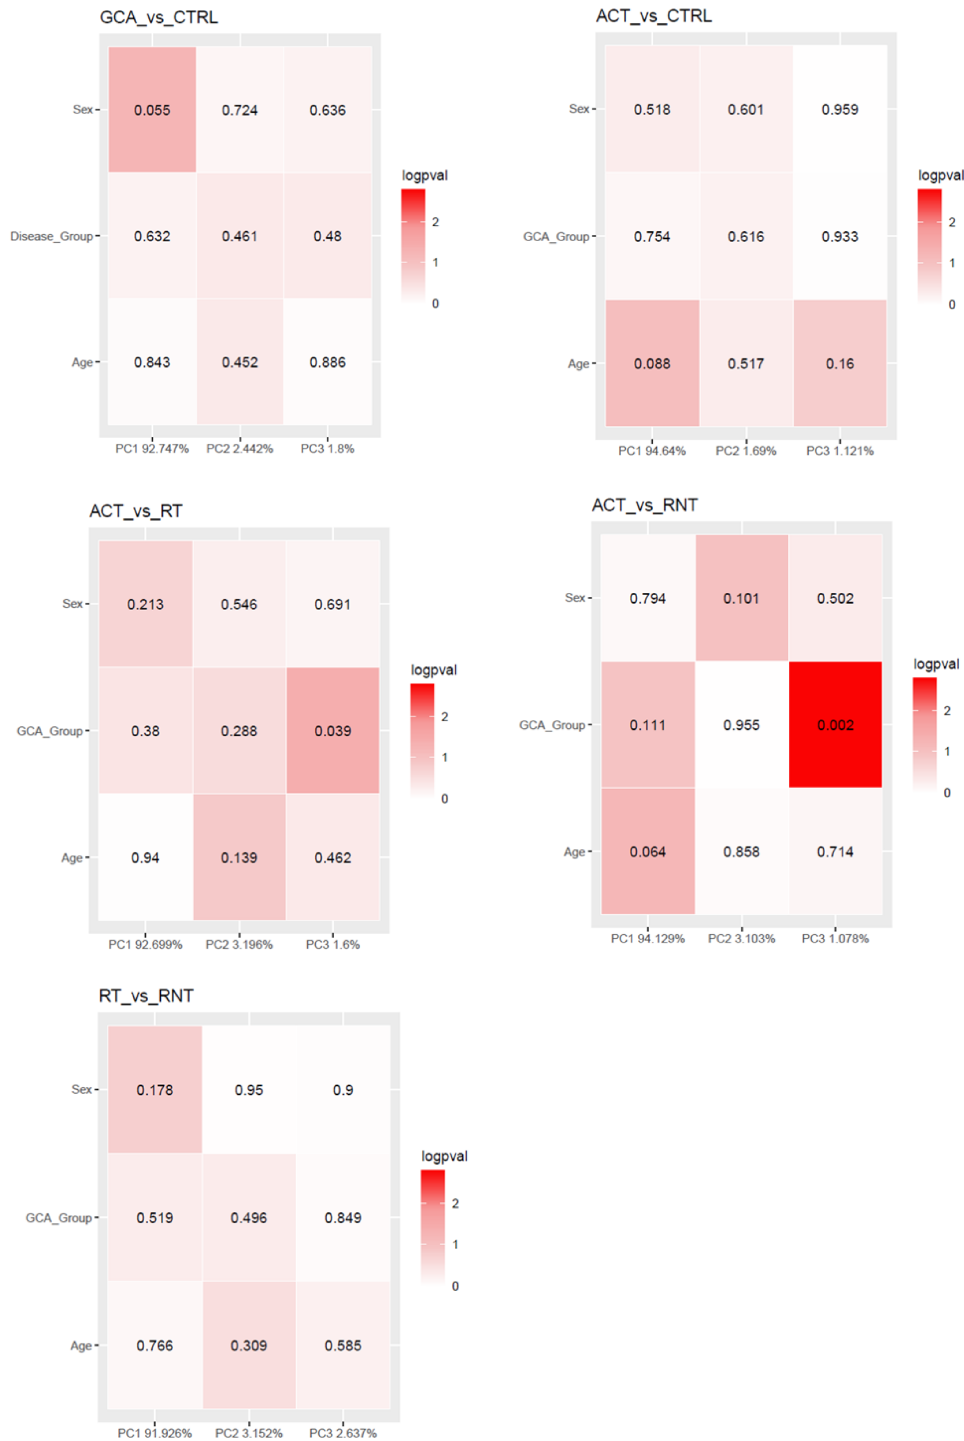 GCA_vs_CTRL
Sex
0.055 0.724 0.636
Disease_Group
0.632 0.461 0.48
Age
0.843 0.452 0.886
PC1 92.747% PC2 2.442% PC3 1.8%
logpval
2
1
0
ACT_vs_CTRL
Sex
0.518 0.601 0.959
GCA_Group
0.754 0.616 0.933
Age
0.088 0.517 0.16
PC1 94.64% PC2 1.69% PC3 1.121%
logpval
2
1
0
ACT_vs_RT
Sex
0.213 0.546 0.691
GCA_Group
0.38 0.288 0.039
Age
0.94 0.139 0.462
PC1 92.699% PC2 3.196% PC3 1.6%
logpval
2
1
0
ACT_vs_RNT
Sex
0.794 0.101 0.502
GCA_Group
0.111 0.955 0.002
Age
0.064 0.858 0.714
PC1 94.129% PC2 3.103% PC3 1.078%
logpval
2
1
0
RT_vs_RNT
Sex
0.178 0.95 0.9
GCA_Group
0.519 0.496 0.849
Age
0.766 0.309 0.585
PC1 91.926% PC2 3.152% PC3 2.637%
logpval
2
1
0